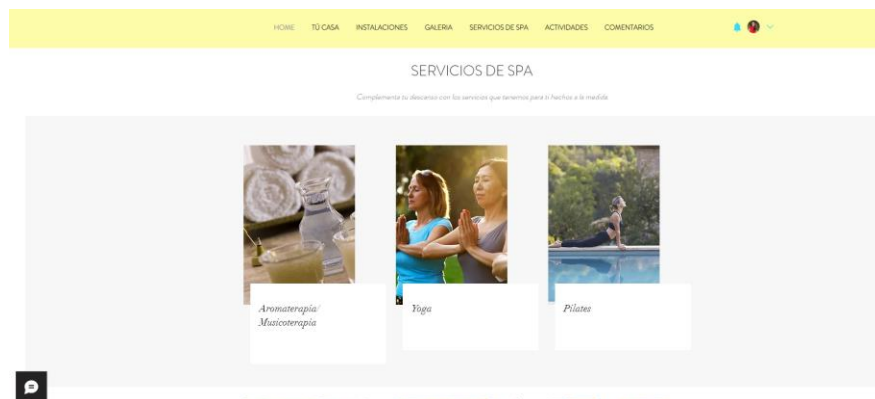 HOME TÚ CASA INSTALACIONES GALERIA SERVICIOS DE SPA ACTIVIDADES COMENTARIOS
SERVICIOS DE SPA
Complementa tu descanso con los servicios que tenemos para ti hechos a la medida
Aromaterapia/
Musicoterapia
Yoga
Pilates